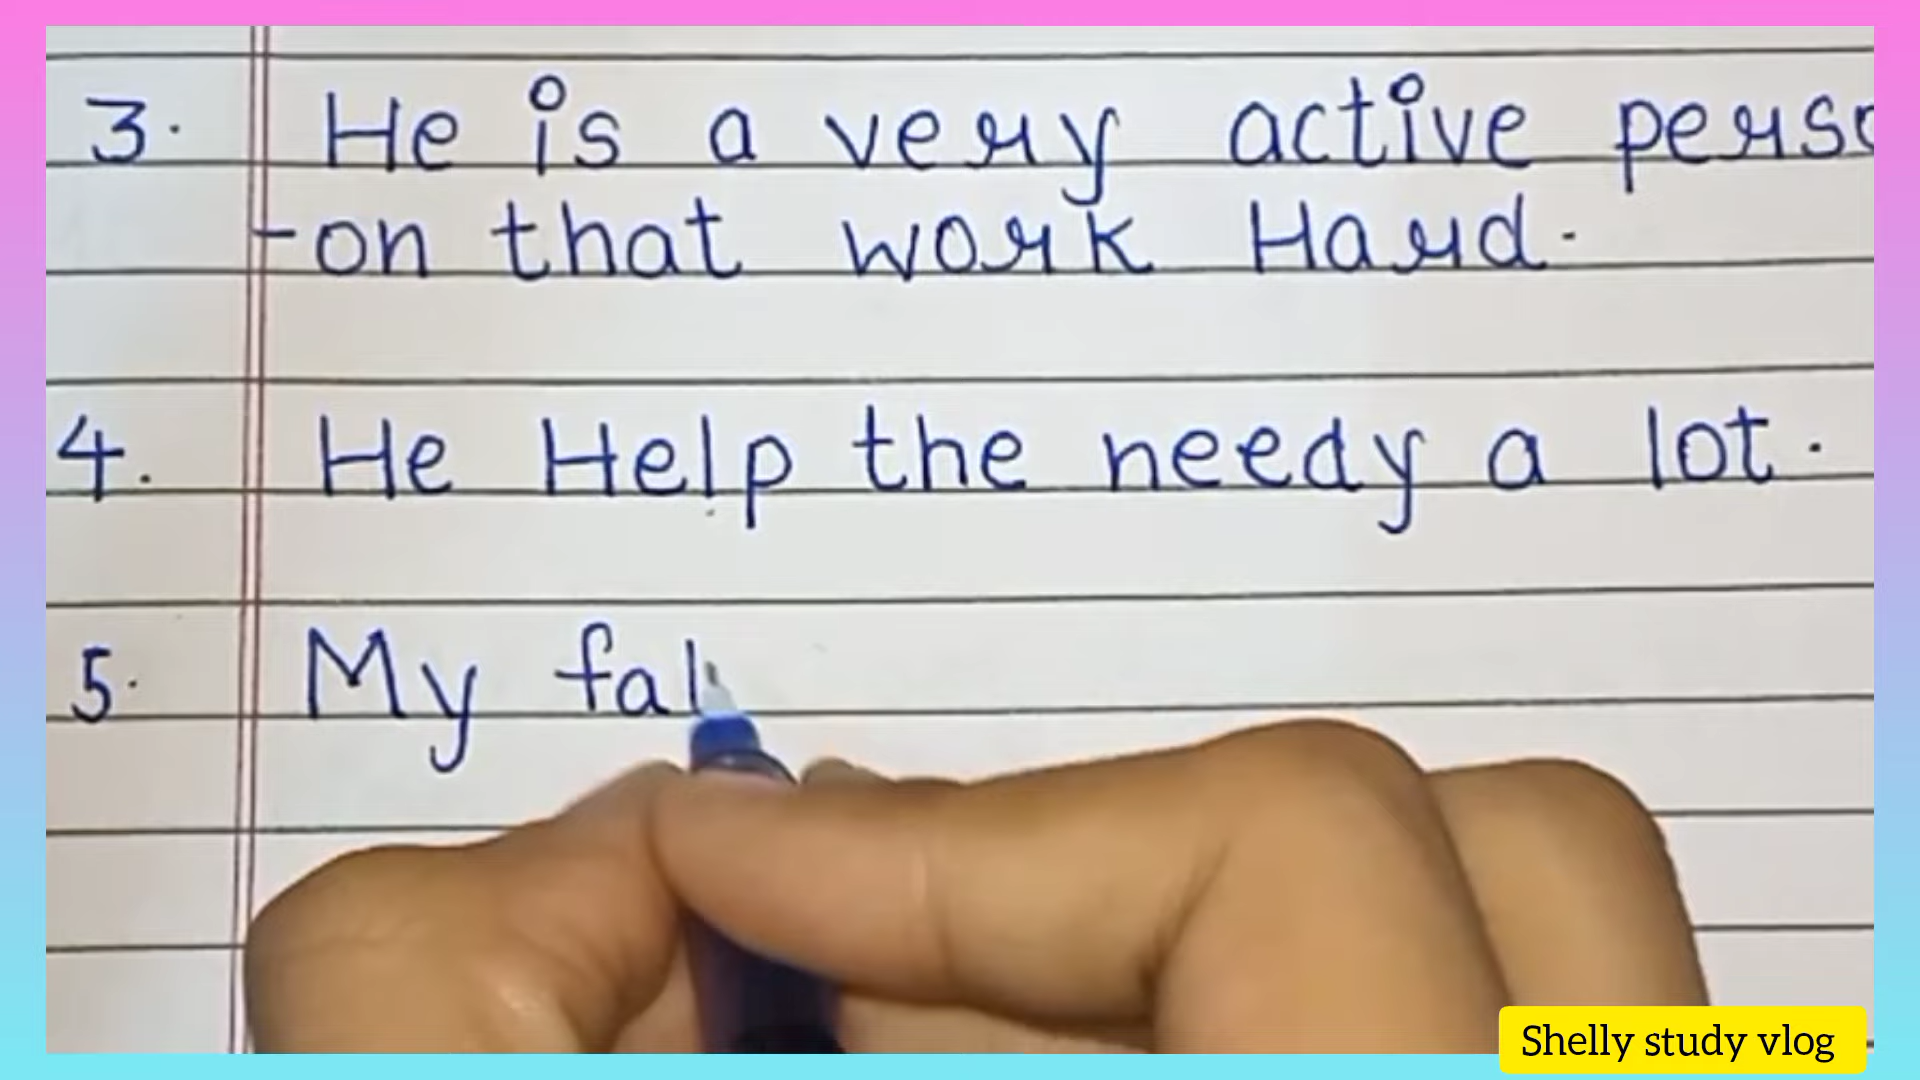 3. He is a very active perso
-on that work Hard.
4. He Help the needy a lot.
5. My
Shelly study vlog